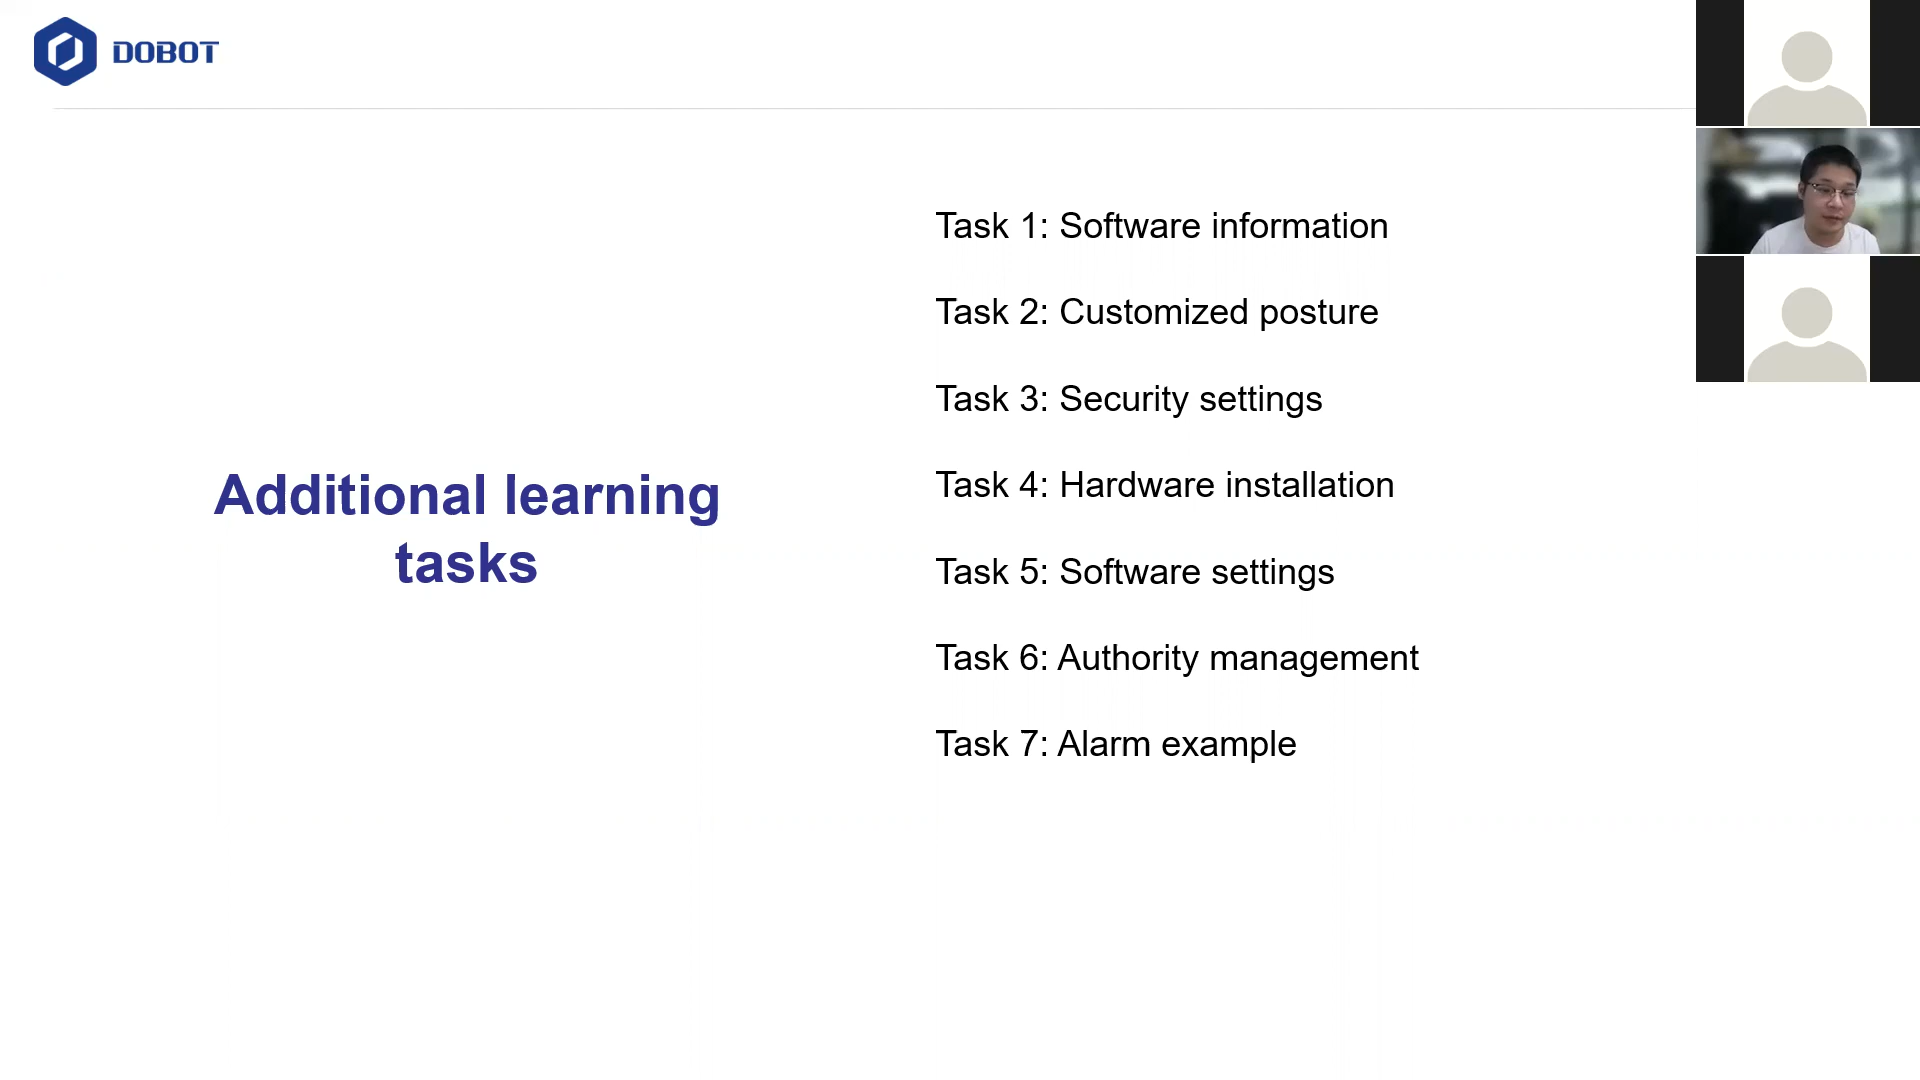 DOBOT
Additional learning
tasks
Task 1: Software information
Task 2: Customized posture
Task 3: Security settings
Task 4: Hardware installation
Task 5: Software settings
Task 6: Authority management
Task 7: Alarm example